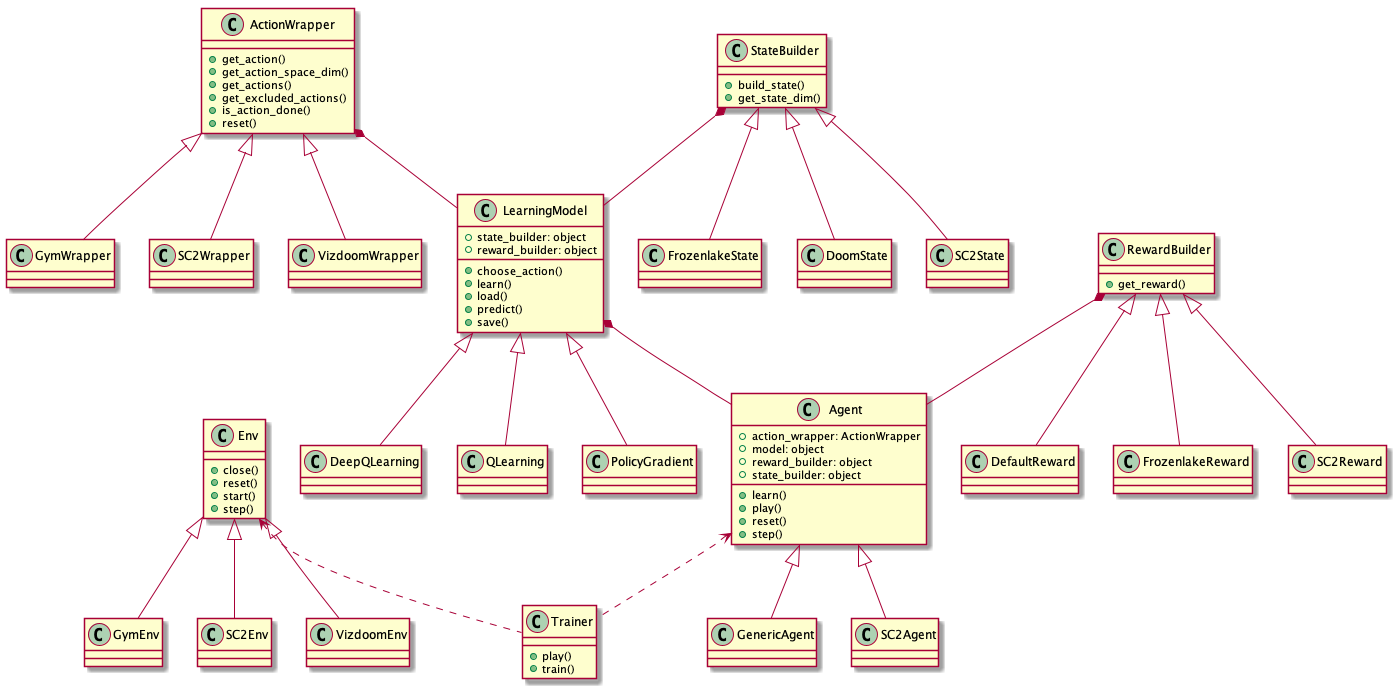 C ActionWrapper
get_action()
get_action_space_dim()
get_actions()
get_excluded_actions()
is_action_done()
reset()
C StateBuilder
build_state()
get_state_dim()
C GymWrapper
C SC2Wrapper
C VizdoomWrapper
C LearningModel
state_builder: object
reward_builder: object
choose_action()
learn()
load()
predict()
save()
C FrozenlakeState
C DoomState
C SC2State
C RewardBuilder
get_reward()
C Env
close()
reset()
start()
step()
C DeepQLearning
C QLearning
C PolicyGradient
C Agent
action_wrapper: ActionWrapper
model: object
reward_builder: object
state_builder: object
learn()
play()
reset()
step()
C DefaultReward
C FrozenlakeReward
C SC2Reward
C GymEnv
C SC2Env
C VizdoomEnv
C Trainer
play()
train()
C GenericAgent
C SC2Agent